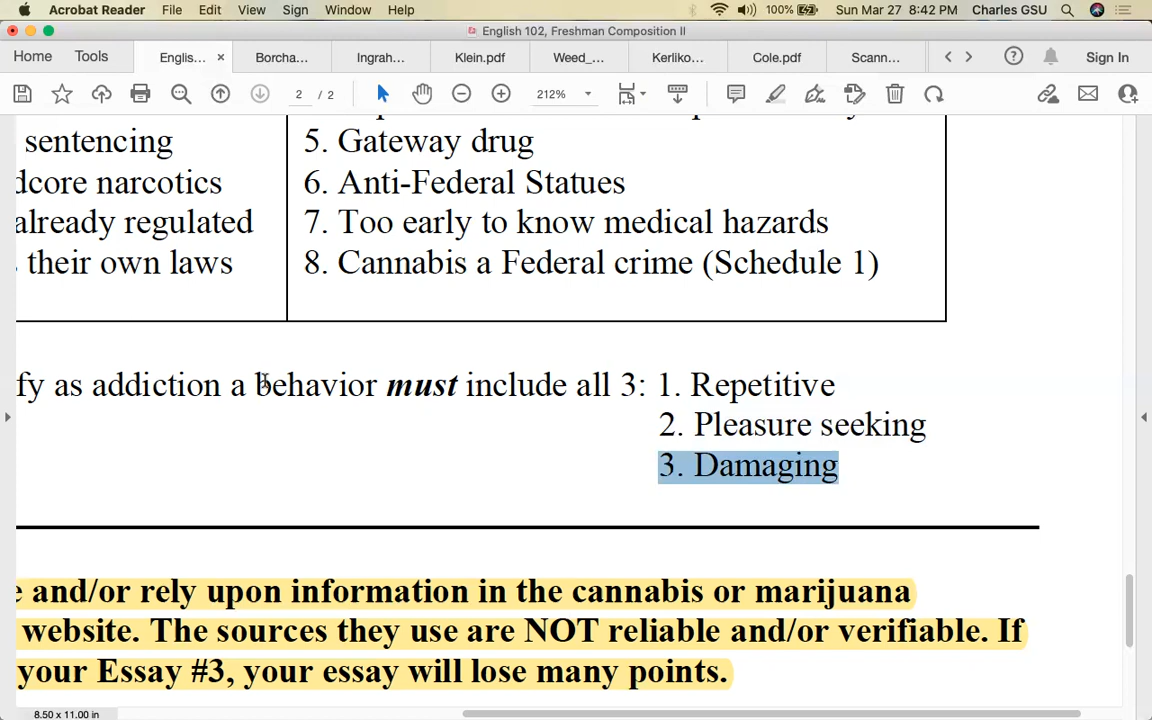 Acrobat Reader File Edit View Sign Window Help 100% Sun Mar 27 8:42 PM Charles GSU
English 102, Freshman Composition II
Home Tools Englis... × Borcha... Ingrah... Klein.pdf Weed_... Kerliko... Cole.pdf Scann... ? Sign In
2 / 2 212%
sentencing
5. Gateway drug
dcore narcotics
6. Anti-Federal Statues
already regulated
7. Too early to know medical hazards
their own laws
8. Cannabis a Federal crime (Schedule 1)
fy as addiction a behavior must include all 3: 1. Repetitive
2. Pleasure seeking
3. Damaging
e and/or rely upon information in the cannabis or marijuana
website. The sources they use are NOT reliable and/or verifiable. If
your Essay #3, your essay will lose many points.
8.50 x 11.00 in